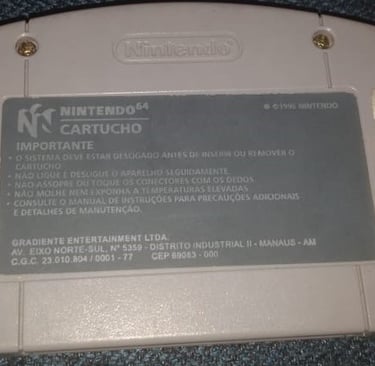 Nintendo
NINTENDO 64
® © 1996 NINTENDO
CARTUCHO
IMPORTANTE
• O SISTEMA DEVE ESTAR DESLIGADO ANTES DE INSERIR OU REMOVER O
CARTUCHO
• NÃO LIGUE E DESLIGUE O APARELHO SEGUIDAMENTE
• NÃO ASSOPRE OU TOQUE OS CONECTORES COM OS DEDOS
• NÃO MOLHE NEM EXPONHA A TEMPERATURAS ELEVADAS
• CONSULTE O MANUAL DE INSTRUÇÕES PARA PRECAUÇÕES ADICIONAIS
E DETALHES DE MANUTENÇÃO.
GRADIENTE ENTERTAINMENT LTDA.
AV. EIXO NORTE-SUL, Nº 5359 - DISTRITO INDUSTRIAL II - MANAUS - AM
C.G.C. 23.010.804 / 0001 - 77 CEP 69083 - 000